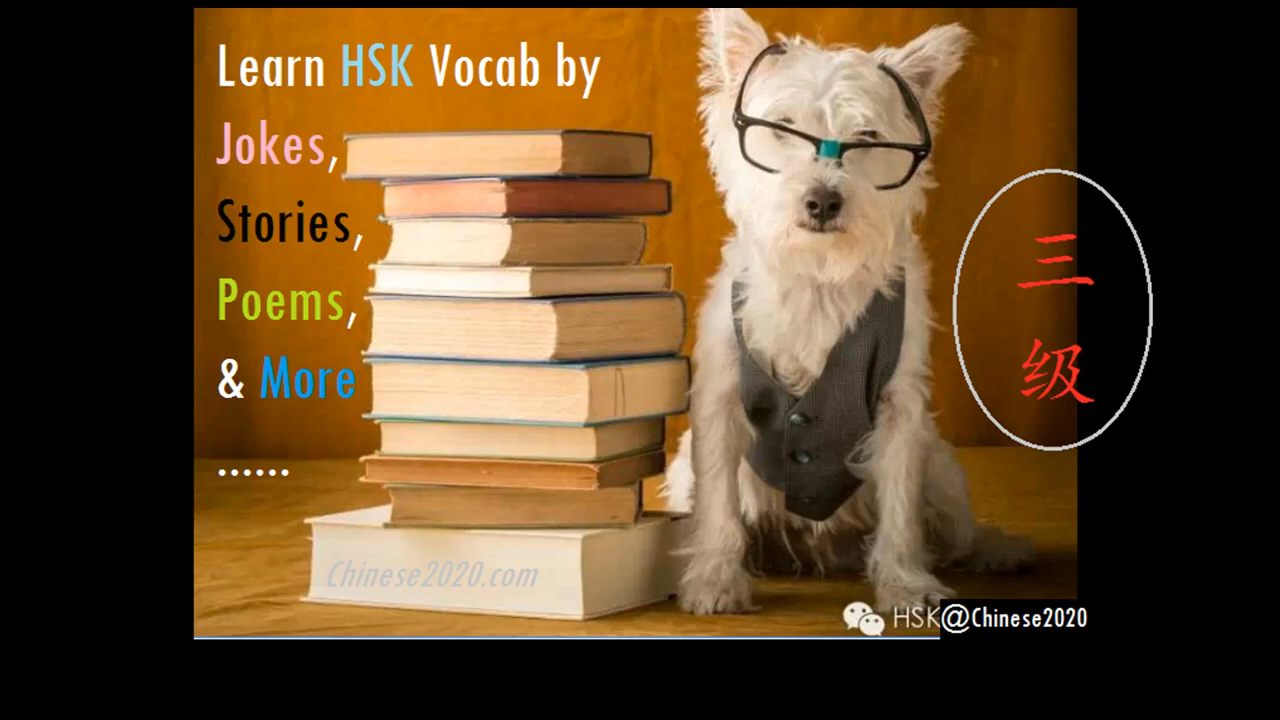 Learn HSK Vocab by
Jokes,
Stories,
Poems,
& More
......
三
级
Chinese2020.com
HSK@Chinese2020